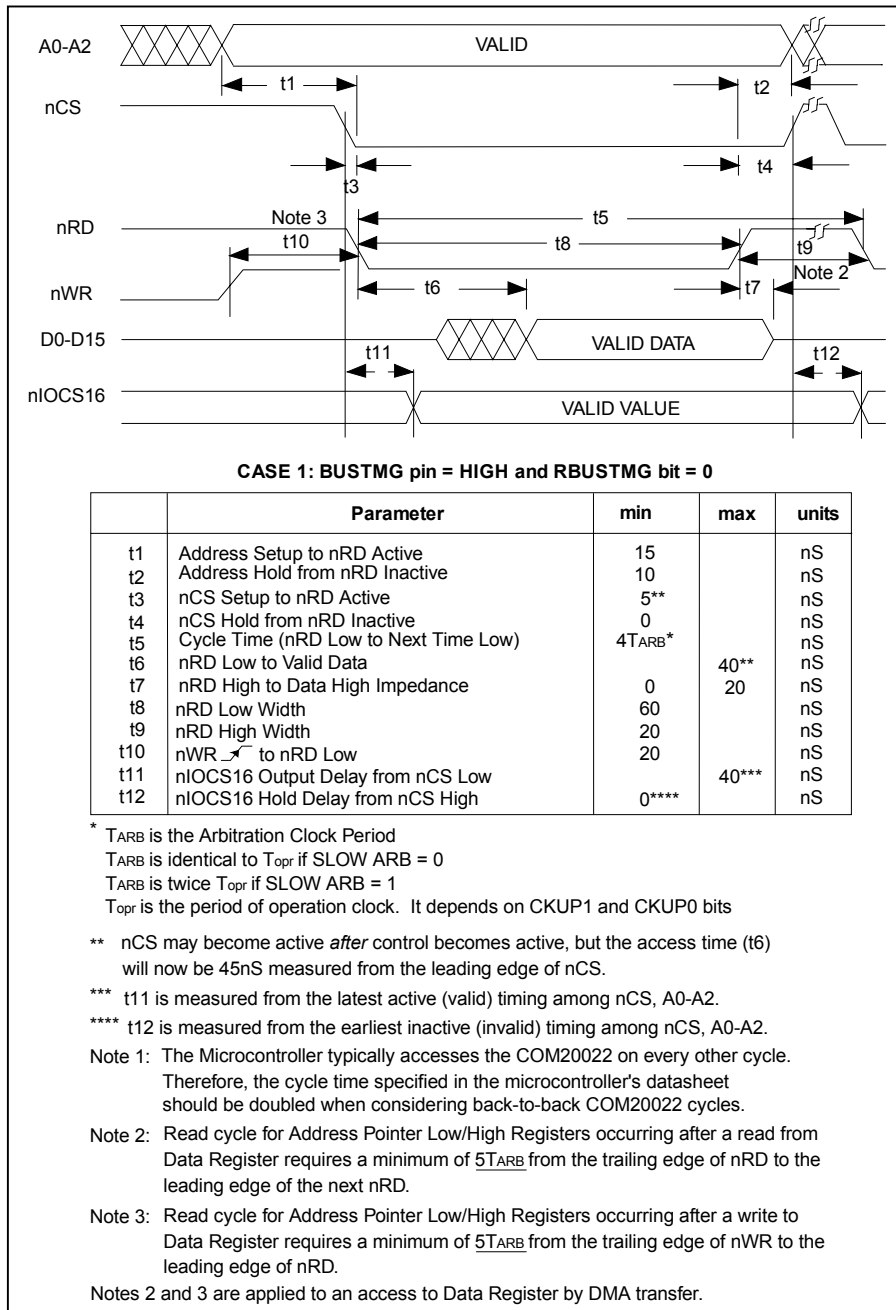 A0-A2
VALID
t1
t2
nCS
t3
t4
nRD
Note 3
t5
t10
t8
t9
Note 2
nWR
t6
t7
D0-D15
VALID DATA
t11
t12
nIOCS16
VALID VALUE
CASE 1: BUSTMG pin = HIGH and RBUSTMG bit = 0
Parameter min max units
t1 Address Setup to nRD Active 15 nS
t2 Address Hold from nRD Inactive 10 nS
t3 nCS Setup to nRD Active 5** nS
t4 nCS Hold from nRD Inactive 0 nS
t5 Cycle Time (nRD Low to Next Time Low) 4TARB* nS
t6 nRD Low to Valid Data 40** nS
t7 nRD High to Data High Impedance 0 20 nS
t8 nRD Low Width 60 nS
t9 nRD High Width 20 nS
t10 nWR to nRD Low 20 nS
t11 nIOCS16 Output Delay from nCS Low 40*** nS
t12 nIOCS16 Hold Delay from nCS High 0**** nS
* TARB is the Arbitration Clock Period
TARB is identical to Topr if SLOW ARB = 0
TARB is twice Topr if SLOW ARB = 1
Topr is the period of operation clock. It depends on CKUP1 and CKUP0 bits
** nCS may become active after control becomes active, but the access time (t6)
will now be 45nS measured from the leading edge of nCS.
*** t11 is measured from the latest active (valid) timing among nCS, A0-A2.
**** t12 is measured from the earliest inactive (invalid) timing among nCS, A0-A2.
Note 1: The Microcontroller typically accesses the COM20022 on every other cycle.
Therefore, the cycle time specified in the microcontroller's datasheet
should be doubled when considering back-to-back COM20022 cycles.
Note 2: Read cycle for Address Pointer Low/High Registers occurring after a read from
Data Register requires a minimum of 5TARB from the trailing edge of nRD to the
leading edge of the next nRD.
Note 3: Read cycle for Address Pointer Low/High Registers occurring after a write to
Data Register requires a minimum of 5TARB from the trailing edge of nWR to the
leading edge of nRD.
Notes 2 and 3 are applied to an access to Data Register by DMA transfer.